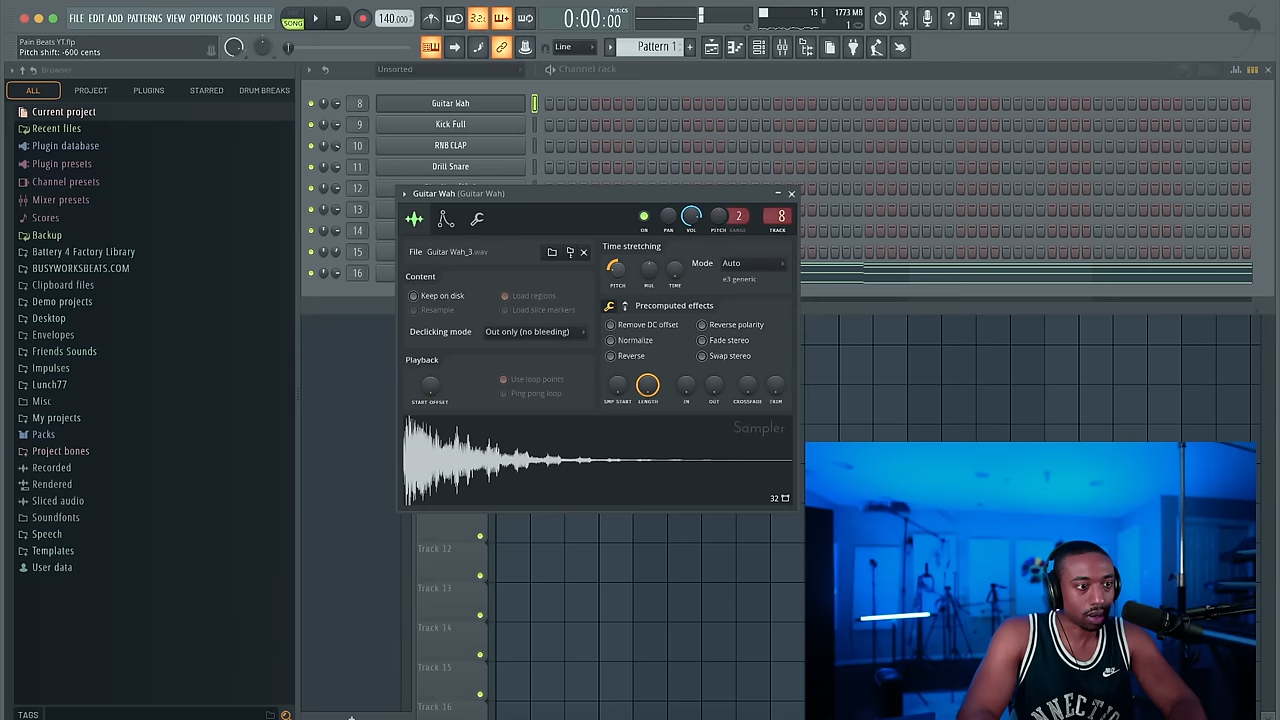 FILE EDIT ADD PATTERNS VIEW OPTIONS TOOLS HELP
SONG
140.000
32:
0:00:00
M:S:CS
15
1773 MB
1
Pain Beats YT.flp
Pitch shift: -600 cents
Line
Pattern 1
Browser
Unsorted
Channel rack
ALL
PROJECT
PLUGINS
STARRED
DRUM BREAKS
Current project
Recent files
Plugin database
Plugin presets
Channel presets
Mixer presets
Scores
Backup
Battery 4 Factory Library
BUSYWORKSBEATS.COM
Clipboard files
Demo projects
Desktop
Envelopes
Friends Sounds
Impulses
Lunch77
Misc
My projects
Packs
Project bones
Recorded
Rendered
Sliced audio
Soundfonts
Speech
Templates
User data
TAGS
8 Guitar Wah
9 Kick Full
10 RNB CLAP
11 Drill Snare
12
13
14
15
16
Guitar Wah (Guitar Wah)
ON
PAN
VOL
PITCH
2
RANGE
8
TRACK
File Guitar Wah_3.wav
Content
Keep on disk
Load regions
Resample
Load slice markers
Declicking mode
Out only (no bleeding)
Playback
START OFFSET
Use loop points
Ping pong loop
Time stretching
PITCH
MUL
TIME
Mode
Auto
e3 generic
Precomputed effects
Remove DC offset
Reverse polarity
Normalize
Fade stereo
Reverse
Swap stereo
SMP START
LENGTH
IN
OUT
CROSSFADE
TRIM
Sampler
32
Track 12
Track 13
Track 14
Track 15
Track 16